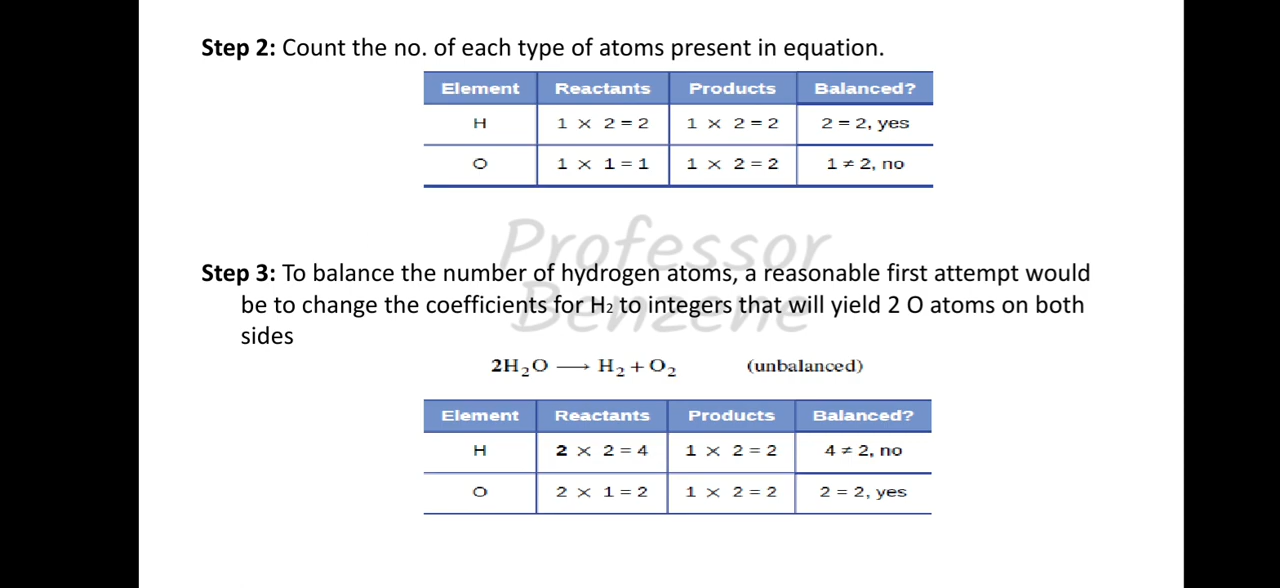 Step 2: Count the no. of each type of atoms present in equation.
Element Reactants Products Balanced?
H 1 × 2 = 2 1 × 2 = 2 2 = 2, yes
O 1 × 1 = 1 1 × 2 = 2 1 ≠ 2, no
Professor
Benzene
Step 3: To balance the number of hydrogen atoms, a reasonable first attempt would
be to change the coefficients for H₂ to integers that will yield 2 O atoms on both
sides
2H₂O ⟶ H₂ + O₂ (unbalanced)
Element Reactants Products Balanced?
H 2 × 2 = 4 1 × 2 = 2 4 ≠ 2, no
O 2 × 1 = 2 1 × 2 = 2 2 = 2, yes